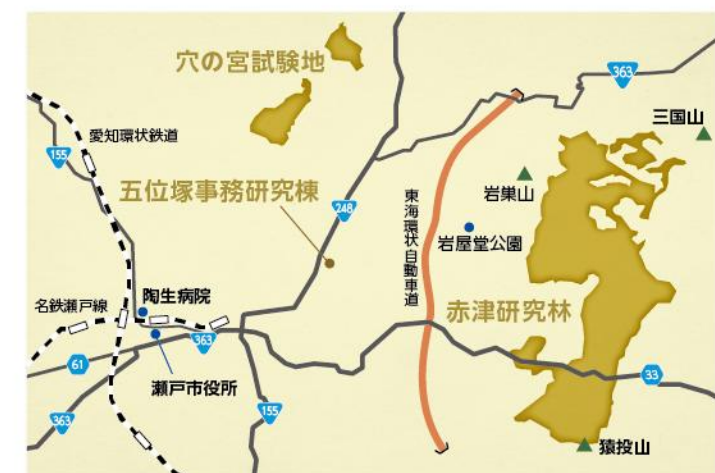 穴の宮試験地
363
三国山
愛知環状鉄道
155
岩巣山
五位塚事務研究棟
248
東海環状自動車道
岩屋堂公園
陶生病院
名鉄瀬戸線
赤津研究林
363
61
瀬戸市役所
33
363
155
猿投山